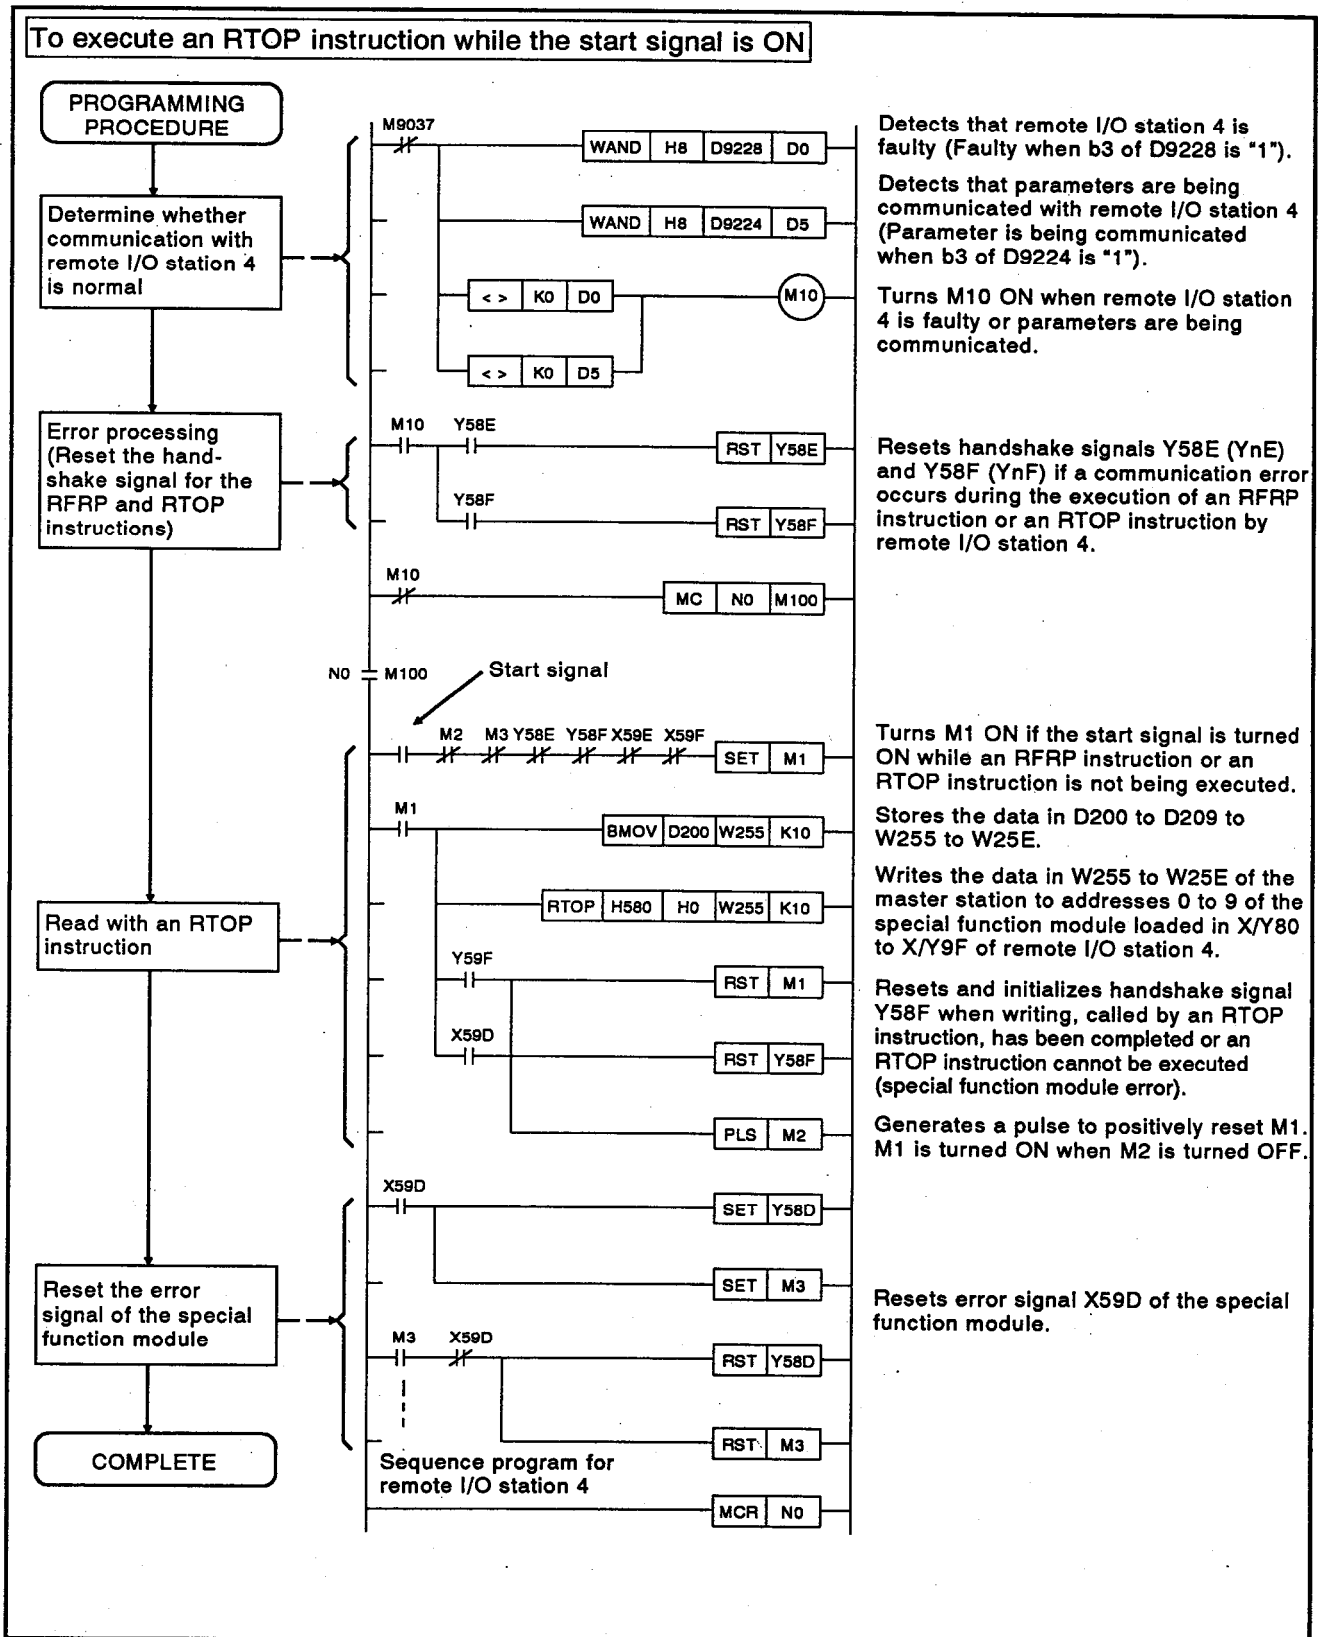 To execute an RTOP instruction while the start signal is ON
PROGRAMMING
PROCEDURE
Determine whether
communication with
remote I/O station 4
is normal
Error processing
(Reset the hand-
shake signal for the
RFRP and RTOP
instructions)
Read with an RTOP
instruction
Reset the error
signal of the special
function module
COMPLETE
M9037
WAND H8 D9228 D0
WAND H8 D9224 D5
< > K0 D0
M10
< > K0 D5
M10 Y58E
RST Y58E
Y58F
RST Y58F
M10
MC N0 M100
N0 M100
Start signal
M2 M3 Y58E Y58F X59E X59F
SET M1
M1
BMOV D200 W255 K10
RTOP H580 H0 W255 K10
Y59F
RST M1
X59D
RST Y58F
PLS M2
X59D
SET Y58D
SET M3
M3 X59D
RST Y58D
RST M3
Sequence program for
remote I/O station 4
MCR N0
Detects that remote I/O station 4 is
faulty (Faulty when b3 of D9228 is "1").
Detects that parameters are being
communicated with remote I/O station 4
(Parameter is being communicated
when b3 of D9224 is "1").
Turns M10 ON when remote I/O station
4 is faulty or parameters are being
communicated.
Resets handshake signals Y58E (YnE)
and Y58F (YnF) if a communication error
occurs during the execution of an RFRP
instruction or an RTOP instruction by
remote I/O station 4.
Turns M1 ON if the start signal is turned
ON while an RFRP instruction or an
RTOP instruction is not being executed.
Stores the data in D200 to D209 to
W255 to W25E.
Writes the data in W255 to W25E of the
master station to addresses 0 to 9 of the
special function module loaded in X/Y80
to X/Y9F of remote I/O station 4.
Resets and initializes handshake signal
Y58F when writing, called by an RTOP
instruction, has been completed or an
RTOP instruction cannot be executed
(special function module error).
Generates a pulse to positively reset M1.
M1 is turned ON when M2 is turned OFF.
Resets error signal X59D of the special
function module.